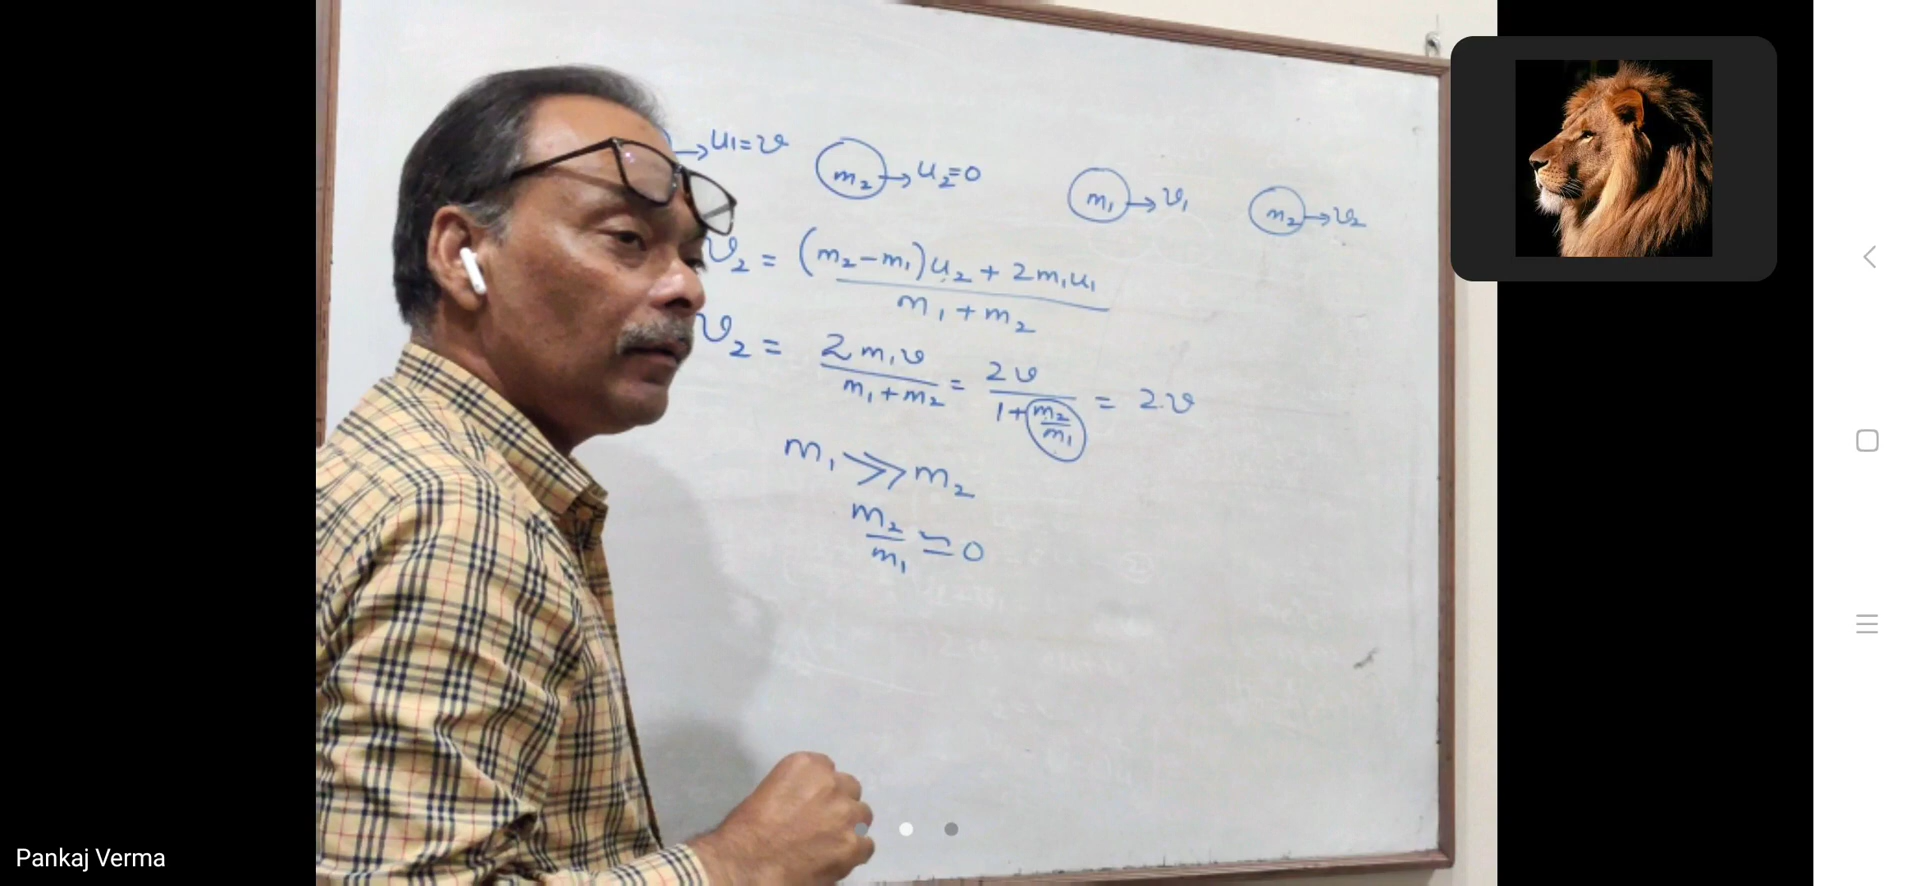 →u₁=v m₂→u₂=0 m₁→v₁ m₂→v₂
v₂ = (m₂-m₁)u₂ + 2m₁u₁ / m₁+m₂
v₂ = 2m₁v / m₁+m₂ = 2v / 1+m₂/m₁ = 2v
m₁ >> m₂
m₂/m₁ ≃ 0
Pankaj Verma